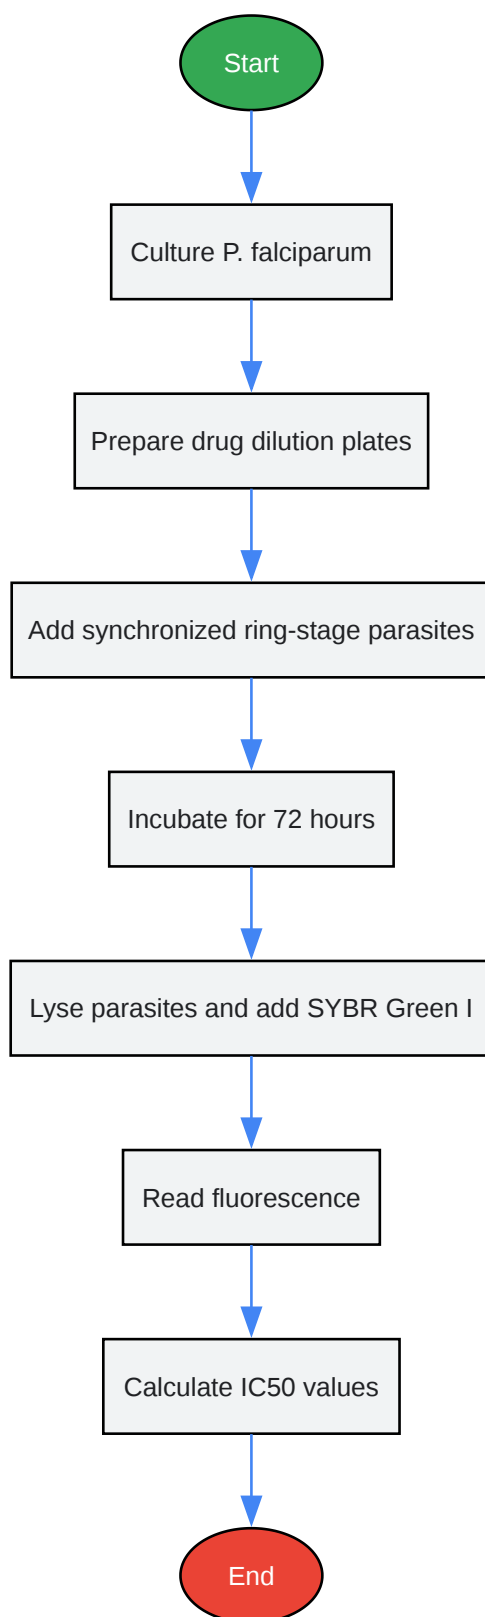 Start
Culture P. falciparum
Prepare drug dilution plates
Add synchronized ring-stage parasites
Incubate for 72 hours
Lyse parasites and add SYBR Green I
Read fluorescence
Calculate IC50 values
End